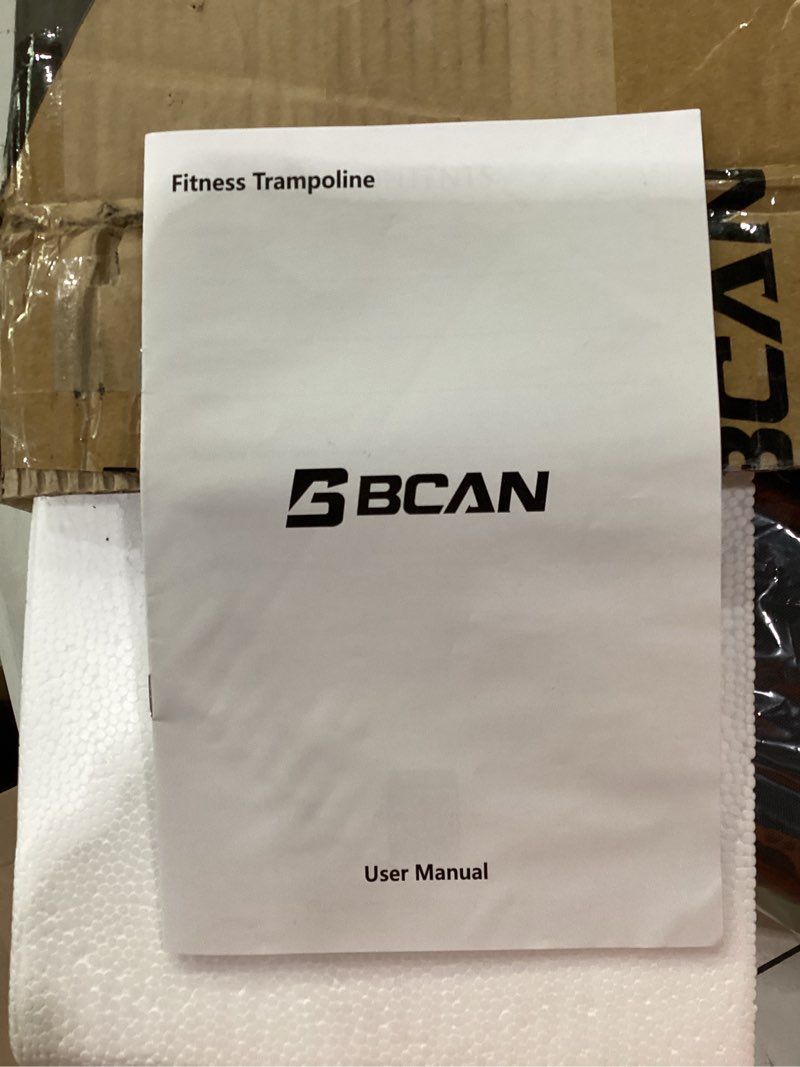 Fitness Trampoline
BCAN
User Manual
BCAN